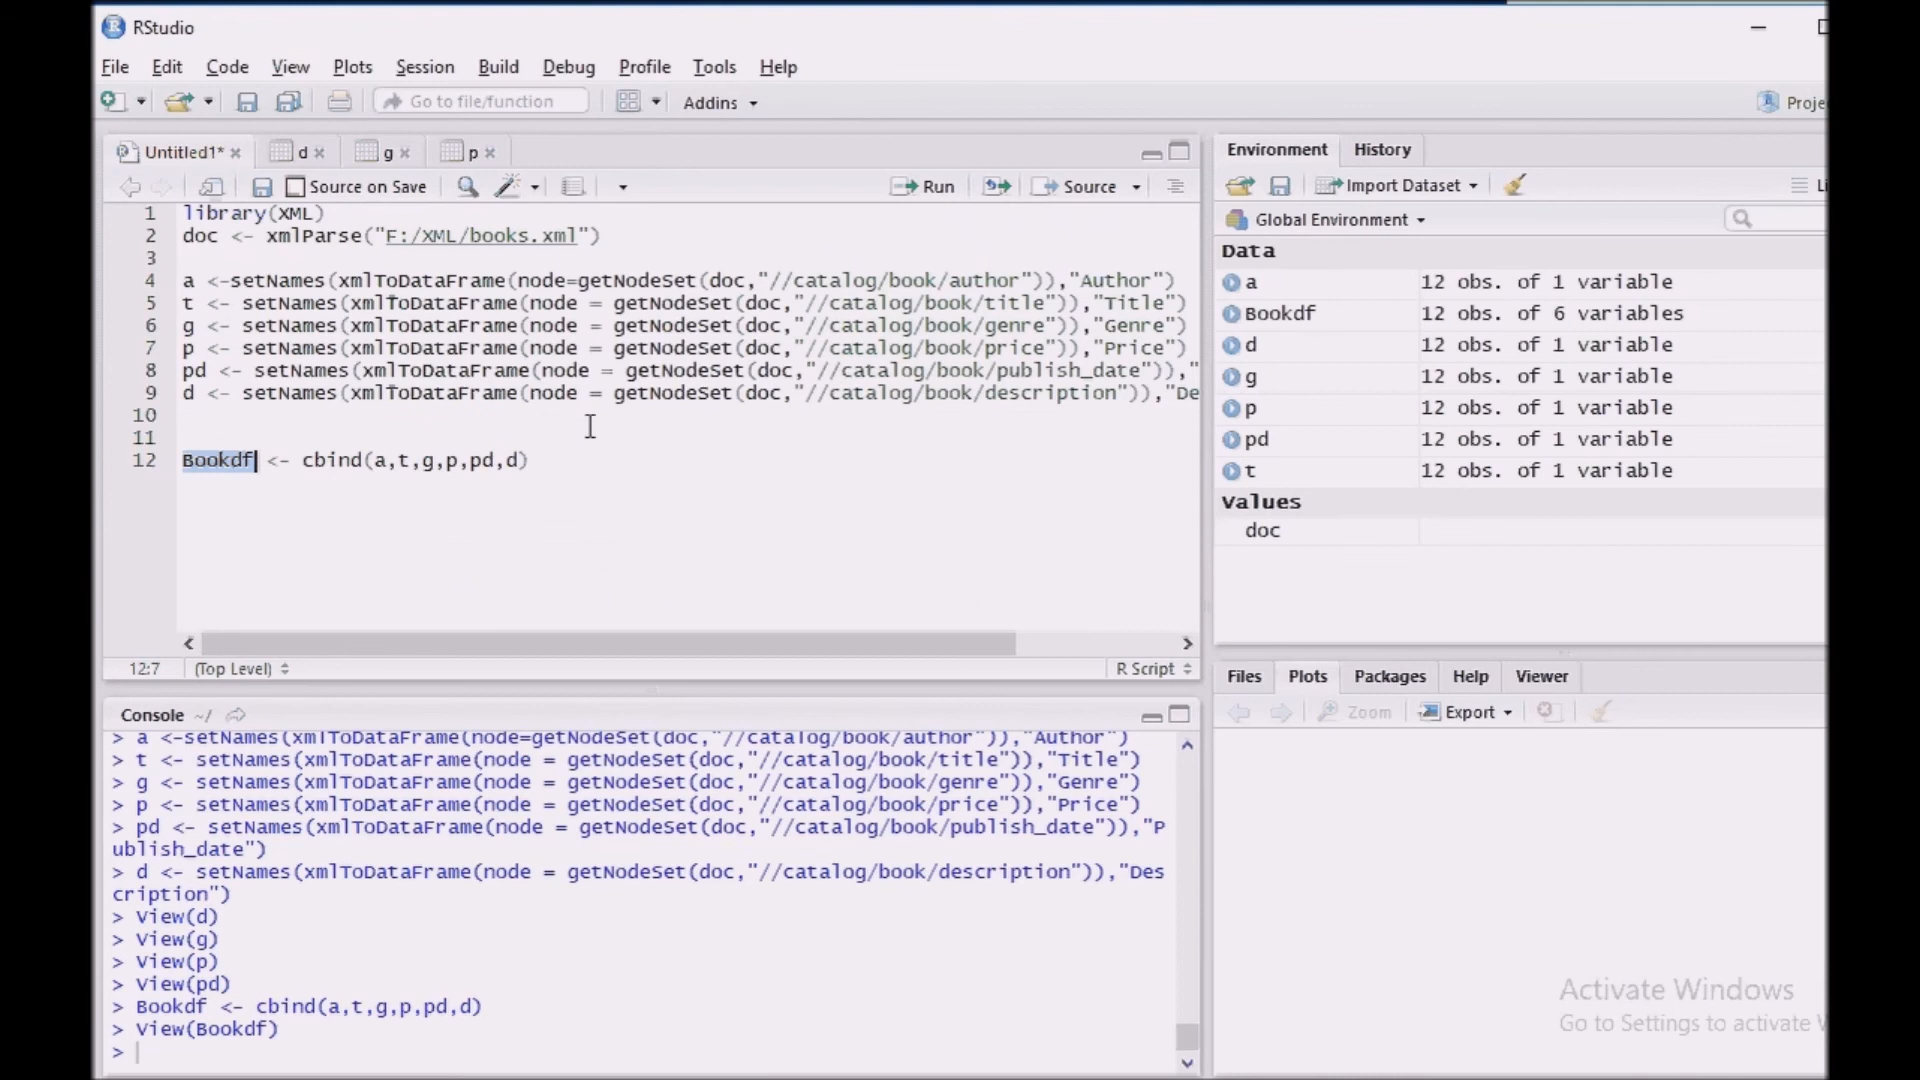 RStudio
File Edit Code View Plots Session Build Debug Profile Tools Help
Go to file/function Addins
Untitled1* d g p
Source on Save Run Source
1 library(XML)
2 doc <- xmlParse("F:/XML/books.xml")
3
4 a <-setNames(xmlToDataFrame(node=getNodeSet(doc,"//catalog/book/author")),"Author")
5 t <- setNames(xmlToDataFrame(node = getNodeSet(doc,"//catalog/book/title")),"Title")
6 g <- setNames(xmlToDataFrame(node = getNodeSet(doc,"//catalog/book/genre")),"Genre")
7 p <- setNames(xmlToDataFrame(node = getNodeSet(doc,"//catalog/book/price")),"Price")
8 pd <- setNames(xmlToDataFrame(node = getNodeSet(doc,"//catalog/book/publish_date")),"
9 d <- setNames(xmlToDataFrame(node = getNodeSet(doc,"//catalog/book/description")),"De
10
11
12 Bookdf <- cbind(a,t,g,p,pd,d)
12:7 (Top Level) R Script
Console ~/
> a <-setNames(xmlToDataFrame(node=getNodeSet(doc,"//catalog/book/author")),"Author")
> t <- setNames(xmlToDataFrame(node = getNodeSet(doc,"//catalog/book/title")),"Title")
> g <- setNames(xmlToDataFrame(node = getNodeSet(doc,"//catalog/book/genre")),"Genre")
> p <- setNames(xmlToDataFrame(node = getNodeSet(doc,"//catalog/book/price")),"Price")
> pd <- setNames(xmlToDataFrame(node = getNodeSet(doc,"//catalog/book/publish_date")),"P
ublish_date")
> d <- setNames(xmlToDataFrame(node = getNodeSet(doc,"//catalog/book/description")),"Des
cription")
> View(d)
> View(g)
> View(p)
> View(pd)
> Bookdf <- cbind(a,t,g,p,pd,d)
> View(Bookdf)
>
Proje
Environment History
Import Dataset Li
Global Environment
Data
a 12 obs. of 1 variable
Bookdf 12 obs. of 6 variables
d 12 obs. of 1 variable
g 12 obs. of 1 variable
p 12 obs. of 1 variable
pd 12 obs. of 1 variable
t 12 obs. of 1 variable
Values
doc
Files Plots Packages Help Viewer
Zoom Export
Activate Windows
Go to Settings to activate W